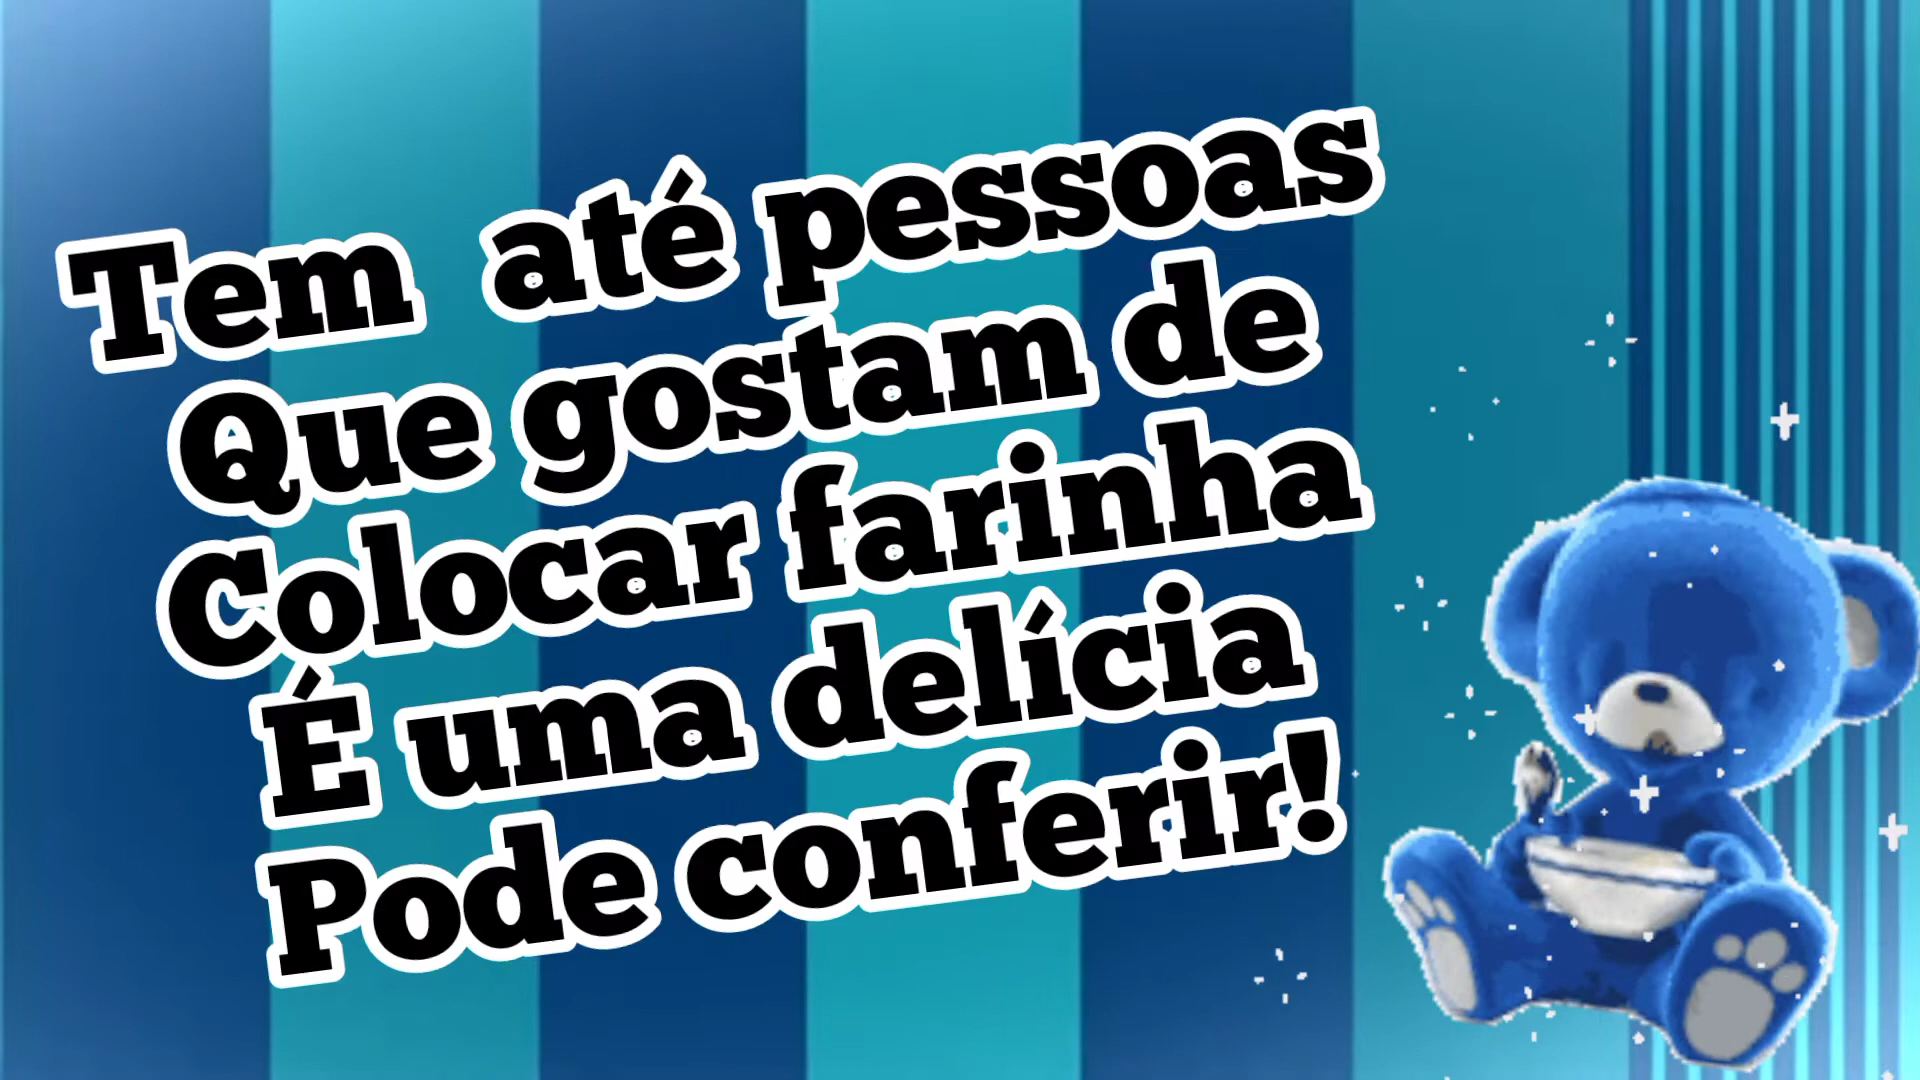 Tem até pessoas
Que gostam de
Colocar farinha
É uma delícia
Pode conferir!